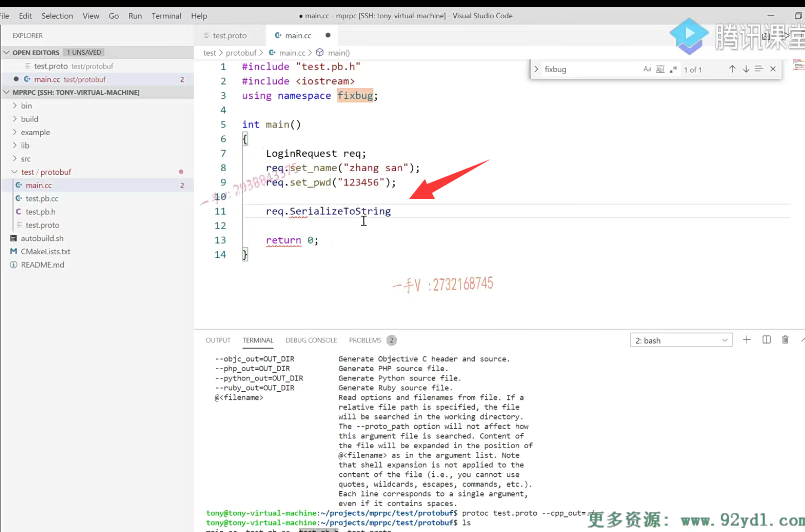 File Edit Selection View Go Run Terminal Help
● main.cc - mprpc [SSH: tony-virtual-machine] - Visual Studio Code
EXPLORER
OPEN EDITORS 1 UNSAVED
test.proto test/protobuf
main.cc test/protobuf 2
MPRPC [SSH: TONY-VIRTUAL-MACHINE]
bin
build
example
lib
src
test / protobuf
main.cc 2
test.pb.cc
test.pb.h
test.proto
autobuild.sh
CMakeLists.txt
README.md
test.proto
main.cc
test > protobuf > main.cc > main()
腾讯课堂
fixbug
Aa
1 of 1
1 #include "test.pb.h"
2 #include <iostream>
3 using namespace fixbug;
4
5 int main()
6 {
7 LoginRequest req;
8 req.set_name("zhang san");
9 req.set_pwd("123456");
10
11 req.SerializeToString
12
13 return 0;
14 }
一手V :2732168745
OUTPUT TERMINAL DEBUG CONSOLE PROBLEMS 2
2: bash
--objc_out=OUT_DIR Generate Objective C header and source.
--php_out=OUT_DIR Generate PHP source file.
--python_out=OUT_DIR Generate Python source file.
--ruby_out=OUT_DIR Generate Ruby source file.
@<filename> Read options and filenames from file. If a
relative file path is specified, the file
will be searched in the working directory.
The --proto_path option will not affect how
this argument file is searched. Content of
the file will be expanded in the position of
@<filename> as in the argument list. Note
that shell expansion is not applied to the
content of the file (i.e., you cannot use
quotes, wildcards, escapes, commands, etc.).
Each line corresponds to a single argument,
even if it contains spaces.
tony@tony-virtual-machine:~/projects/mprpc/test/protobuf$ protoc test.proto --cpp_out=./
tony@tony-virtual-machine:~/projects/mprpc/test/protobuf$ ls
main.cc test.pb.cc test.pb.h test.proto
更多资源: www.92ydl.com